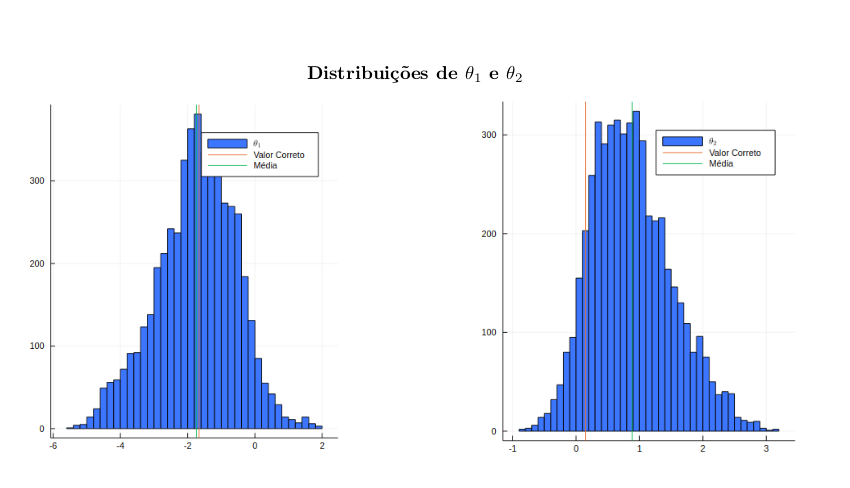 Distribuições de θ₁ e θ₂
θ₁
Valor Correto
Média
300
200
100
0
-6 -4 -2 0 2
θ₂
Valor Correto
Média
300
200
100
0
-1 0 1 2 3